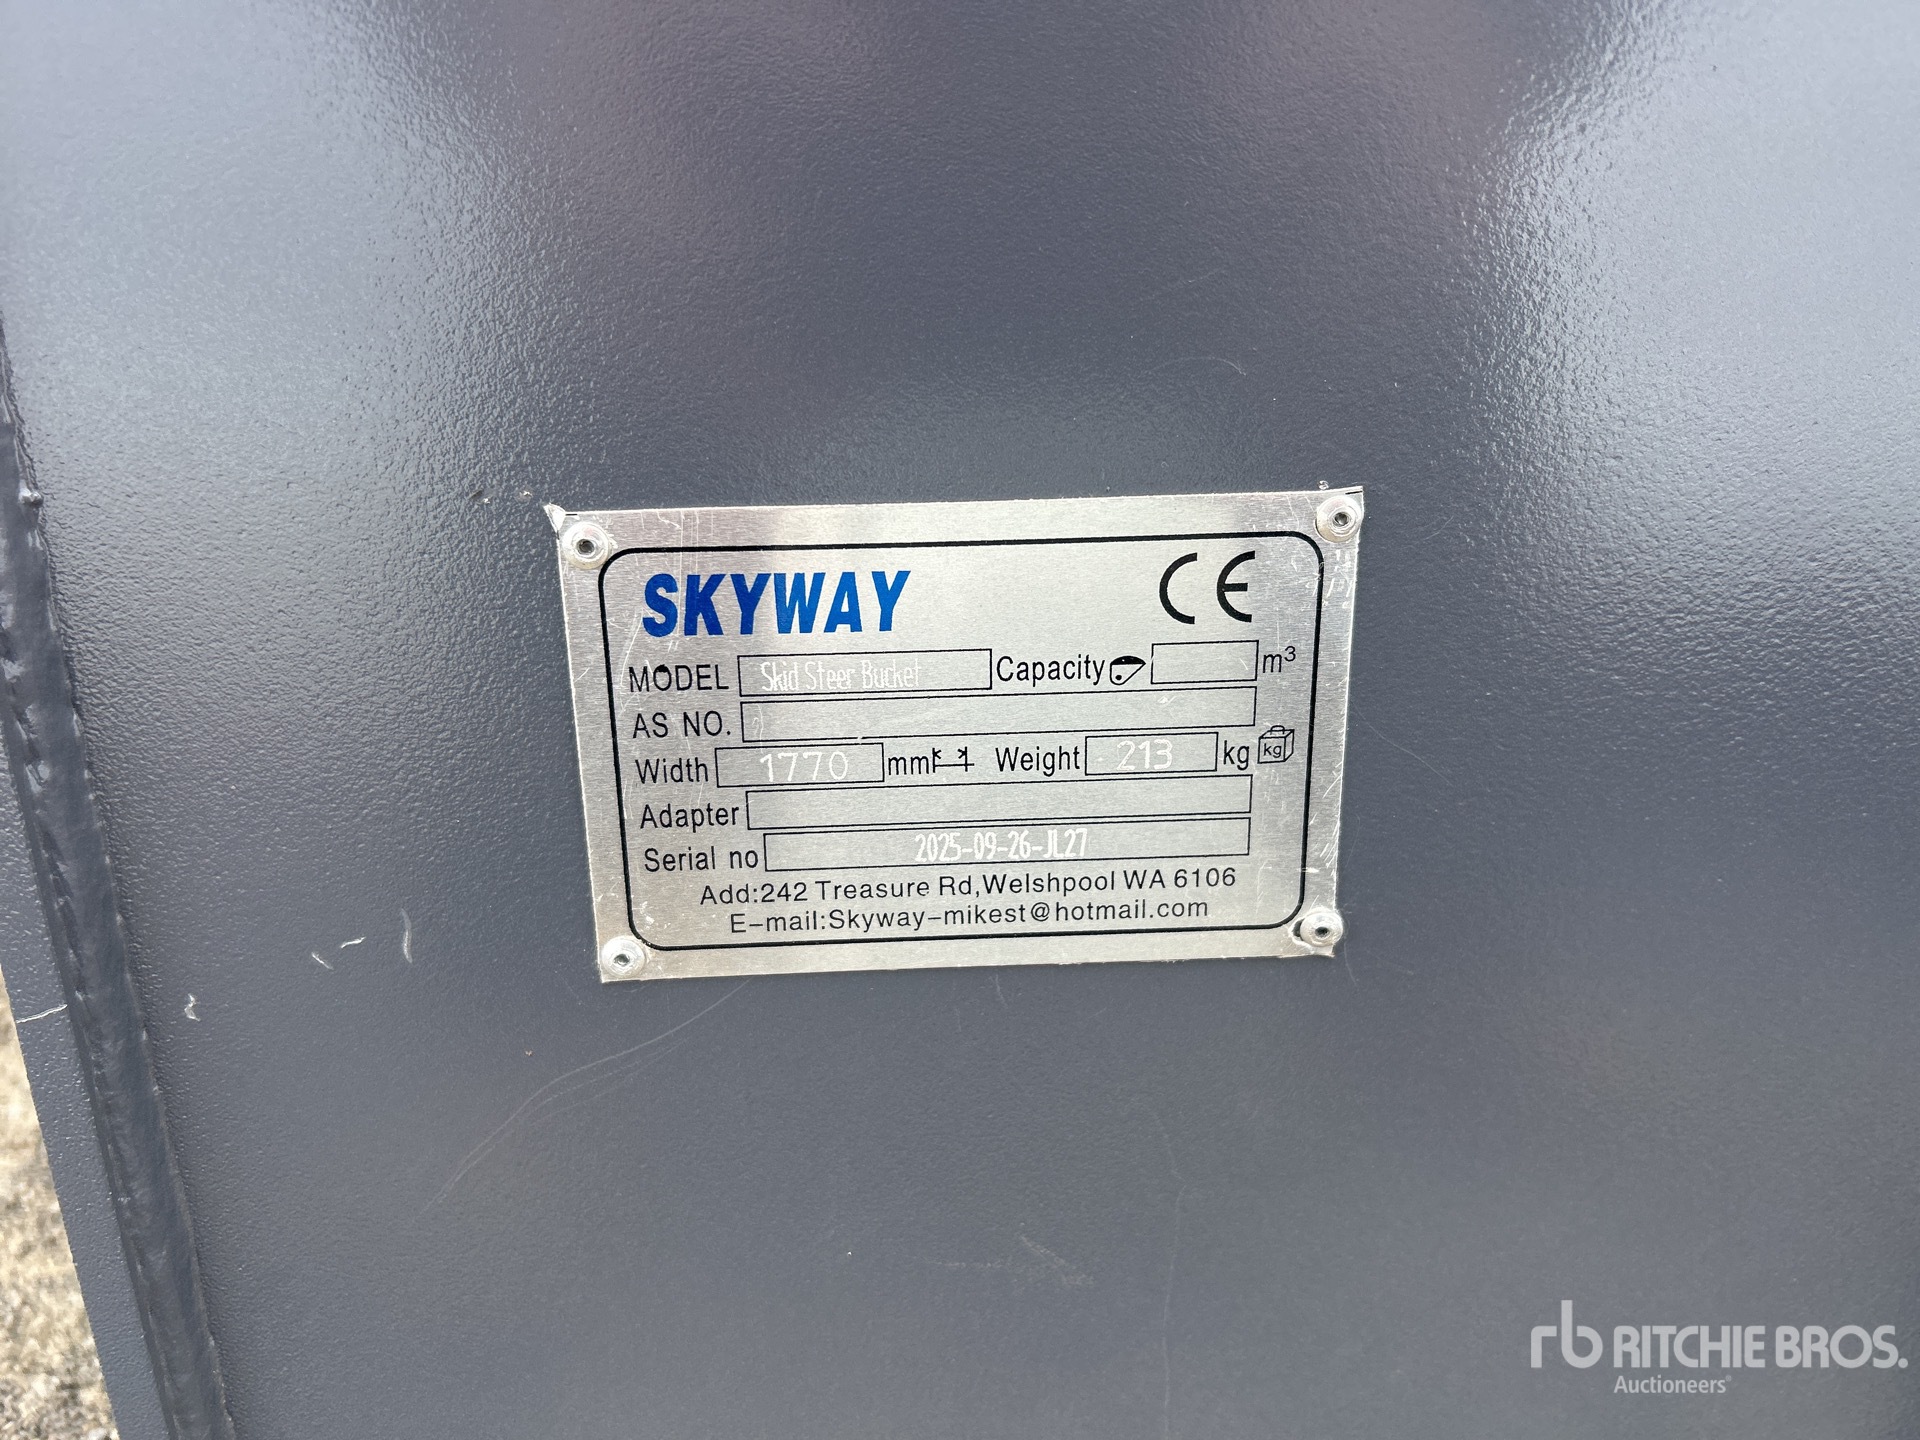 SKYWAY CE
MODEL Skid Steer Bucket Capacity m³
AS NO.
Width 1770 mm Weight 213 kg kg
Adapter
Serial no 2025-09-26-JL27
Add:242 Treasure Rd,Welshpool WA 6106
E-mail:Skyway-mikest@hotmail.com
rb RITCHIE BROS.
Auctioneers